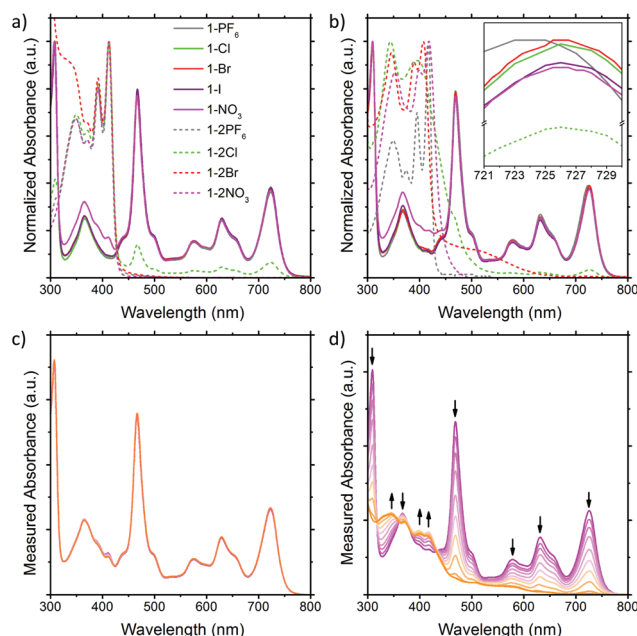 a)
1-PF₆
1-Cl
1-Br
1-I
1-NO₃
1-2PF₆
1-2Cl
1-2Br
1-2NO₃
Normalized Absorbance (a.u.)
300 400 500 600 700 800
Wavelength (nm)
b)
721 723 725 727 729
Normalized Absorbance (a.u.)
300 400 500 600 700 800
Wavelength (nm)
c)
Measured Absorbance (a.u.)
300 400 500 600 700 800
Wavelength (nm)
d)
Measured Absorbance (a.u.)
300 400 500 600 700 800
Wavelength (nm)